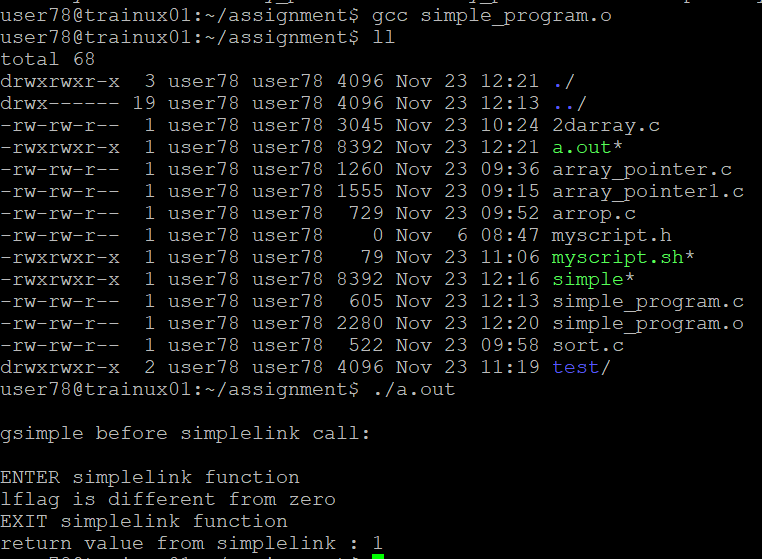 user78@trainux01:~/assignment$ gcc simple_program.o
user78@trainux01:~/assignment$ ll
total 68
drwxrwxr-x  3 user78 user78 4096 Nov 23 12:21 ./
drwx------ 19 user78 user78 4096 Nov 23 12:13 ../
-rw-rw-r--  1 user78 user78 3045 Nov 23 10:24 2darray.c
-rwxrwxr-x  1 user78 user78 8392 Nov 23 12:21 a.out*
-rw-rw-r--  1 user78 user78 1260 Nov 23 09:36 array_pointer.c
-rw-rw-r--  1 user78 user78 1555 Nov 23 09:15 array_pointer1.c
-rw-rw-r--  1 user78 user78  729 Nov 23 09:52 arrop.c
-rw-rw-r--  1 user78 user78    0 Nov  6 08:47 myscript.h
-rwxrwxr-x  1 user78 user78   79 Nov 23 11:06 myscript.sh*
-rwxrwxr-x  1 user78 user78 8392 Nov 23 12:16 simple*
-rw-rw-r--  1 user78 user78  605 Nov 23 12:13 simple_program.c
-rw-rw-r--  1 user78 user78 2280 Nov 23 12:20 simple_program.o
-rw-rw-r--  1 user78 user78  522 Nov 23 09:58 sort.c
drwxrwxr-x  2 user78 user78 4096 Nov 23 11:19 test/
user78@trainux01:~/assignment$ ./a.out
gsimple before simplelink call:
ENTER simplelink function
lflag is different from zero
EXIT simplelink function
return value from simplelink : 1